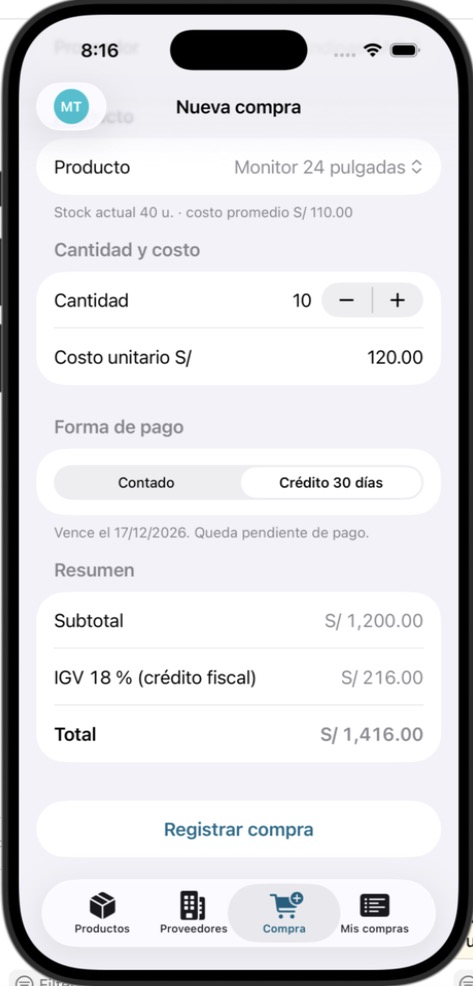 8:16
MT
Nueva compra
Producto
Monitor 24 pulgadas
Stock actual 40 u. · costo promedio S/ 110.00
Cantidad y costo
Cantidad
10
− +
Costo unitario S/
120.00
Forma de pago
Contado
Crédito 30 días
Vence el 17/12/2026. Queda pendiente de pago.
Resumen
Subtotal
S/ 1,200.00
IGV 18 % (crédito fiscal)
S/ 216.00
Total
S/ 1,416.00
Registrar compra
Productos
Proveedores
Compra
Mis compras